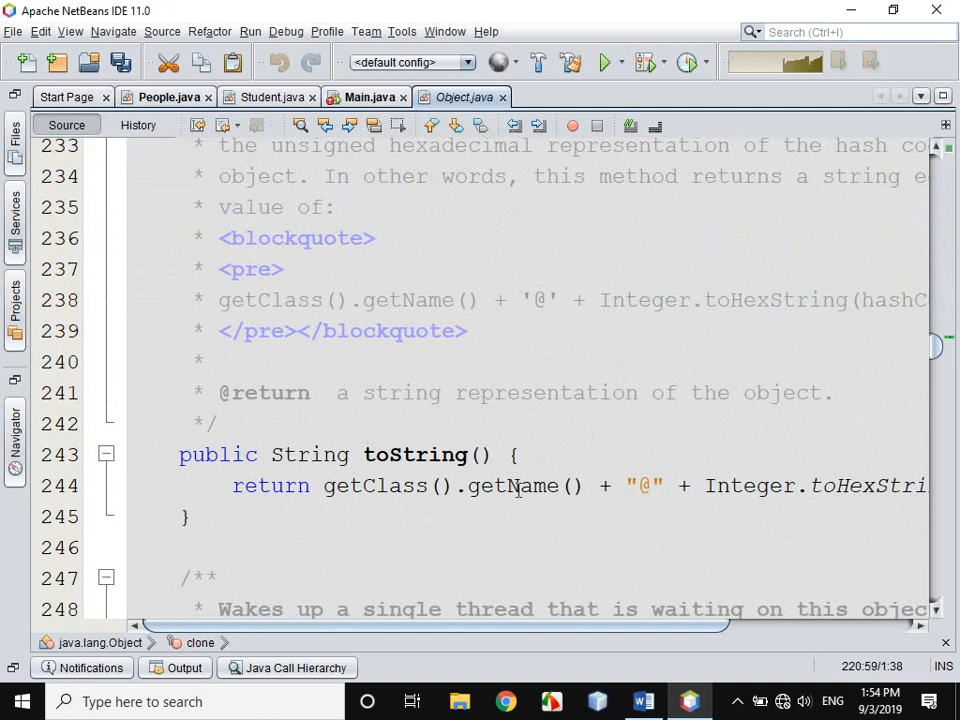 Apache NetBeans IDE 11.0
File Edit View Navigate Source Refactor Run Debug Profile Team Tools Window Help
Search (Ctrl+I)
<default config>
Start Page People.java Student.java Main.java Object.java
Source History
Files
Services
Projects
Navigator
233 * the unsigned hexadecimal representation of the hash co
234 * object. In other words, this method returns a string e
235 * value of:
236 * <blockquote>
237 * <pre>
238 * getClass().getName() + '@' + Integer.toHexString(hashC
239 * </pre></blockquote>
240 *
241 * @return  a string representation of the object.
242 */
243 public String toString() {
244 return getClass().getName() + "@" + Integer.toHexStri
245 }
246
247 /**
248 * Wakes up a single thread that is waiting on this objec
java.lang.Object clone
Notifications Output Java Call Hierarchy
220:59/1:38 INS
Type here to search
ENG
1:54 PM
9/3/2019